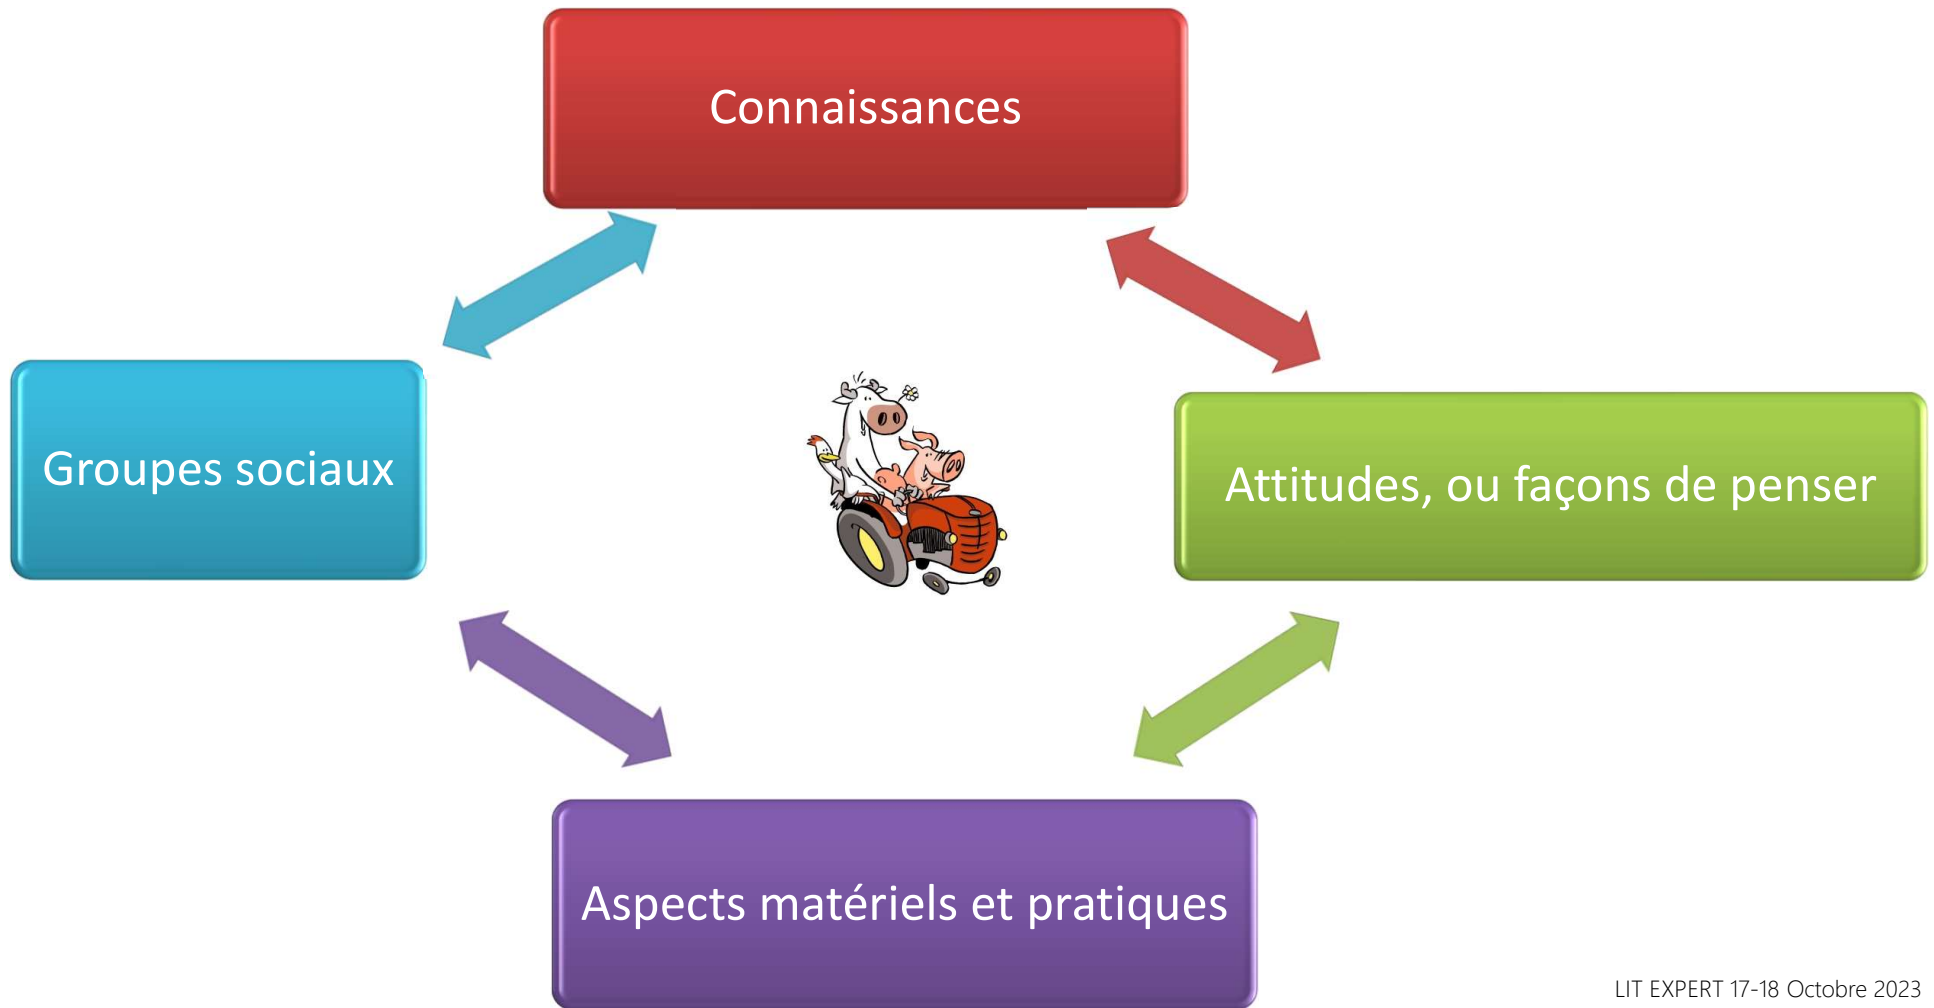 Connaissances
Groupes sociaux
Attitudes, ou façons de penser
Aspects matériels et pratiques
LIT EXPERT 17-18 Octobre 2023